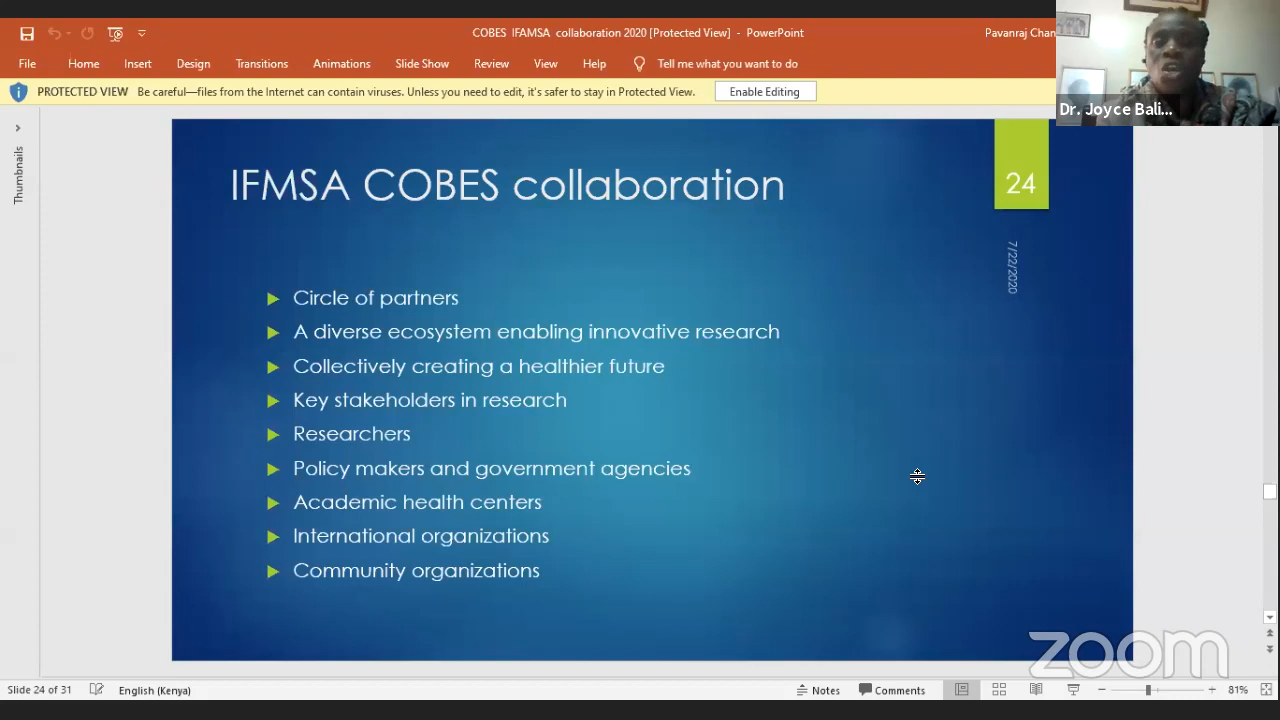 COBES IFAMSA collaboration 2020 [Protected View] - PowerPoint
Pavanraj Chan
File Home Insert Design Transitions Animations Slide Show Review View Help Tell me what you want to do
PROTECTED VIEW Be careful—files from the Internet can contain viruses. Unless you need to edit, it's safer to stay in Protected View. Enable Editing
Dr. Joyce Bali...
Thumbnails
IFMSA COBES collaboration
24
7/22/2020
Circle of partners
A diverse ecosystem enabling innovative research
Collectively creating a healthier future
Key stakeholders in research
Researchers
Policy makers and government agencies
Academic health centers
International organizations
Community organizations
zoom
Slide 24 of 31 English (Kenya) Notes Comments 81%